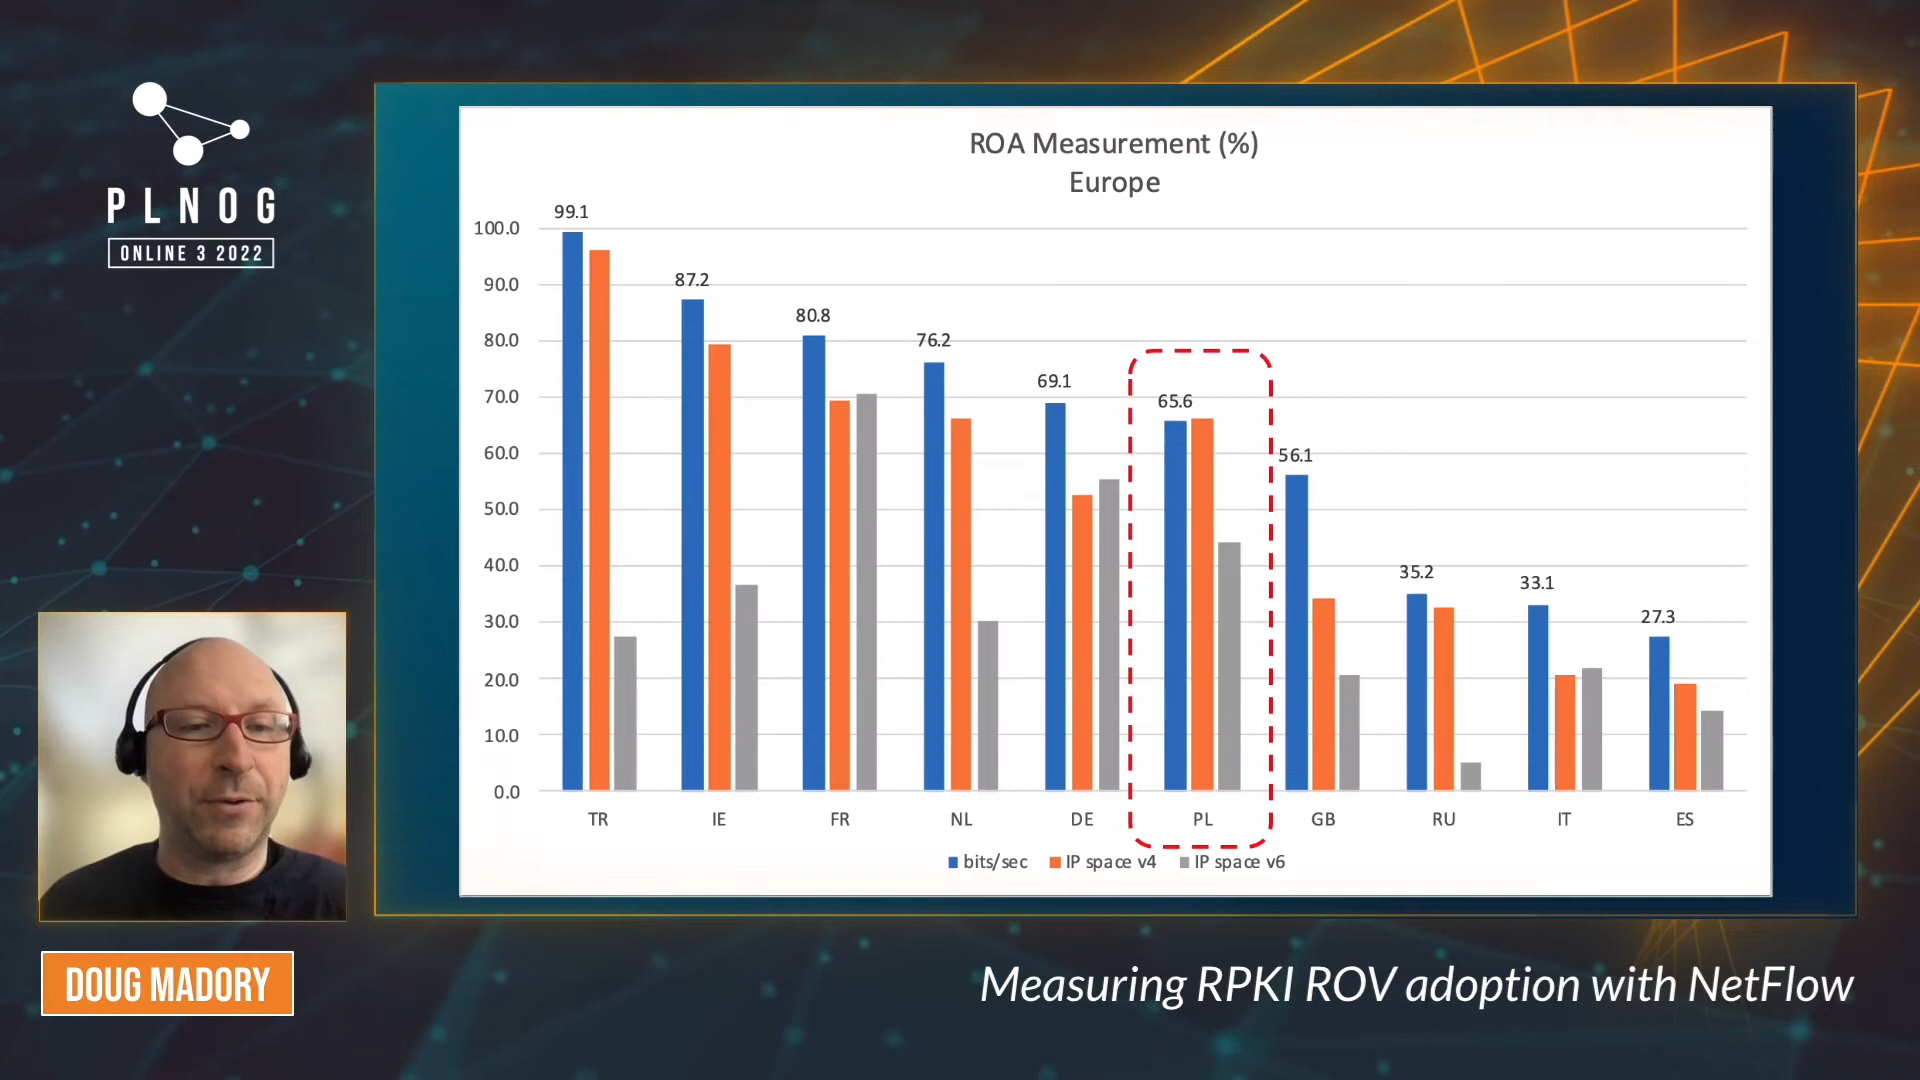 PLNOG
ONLINE 3 2022
ROA Measurement (%)
Europe
100.0
90.0
80.0
70.0
60.0
50.0
40.0
30.0
20.0
10.0
0.0
99.1
87.2
80.8
76.2
69.1
65.6
56.1
35.2
33.1
27.3
TR IE FR NL DE PL GB RU IT ES
bits/sec IP space v4 IP space v6
DOUG MADORY
Measuring RPKI ROV adoption with NetFlow